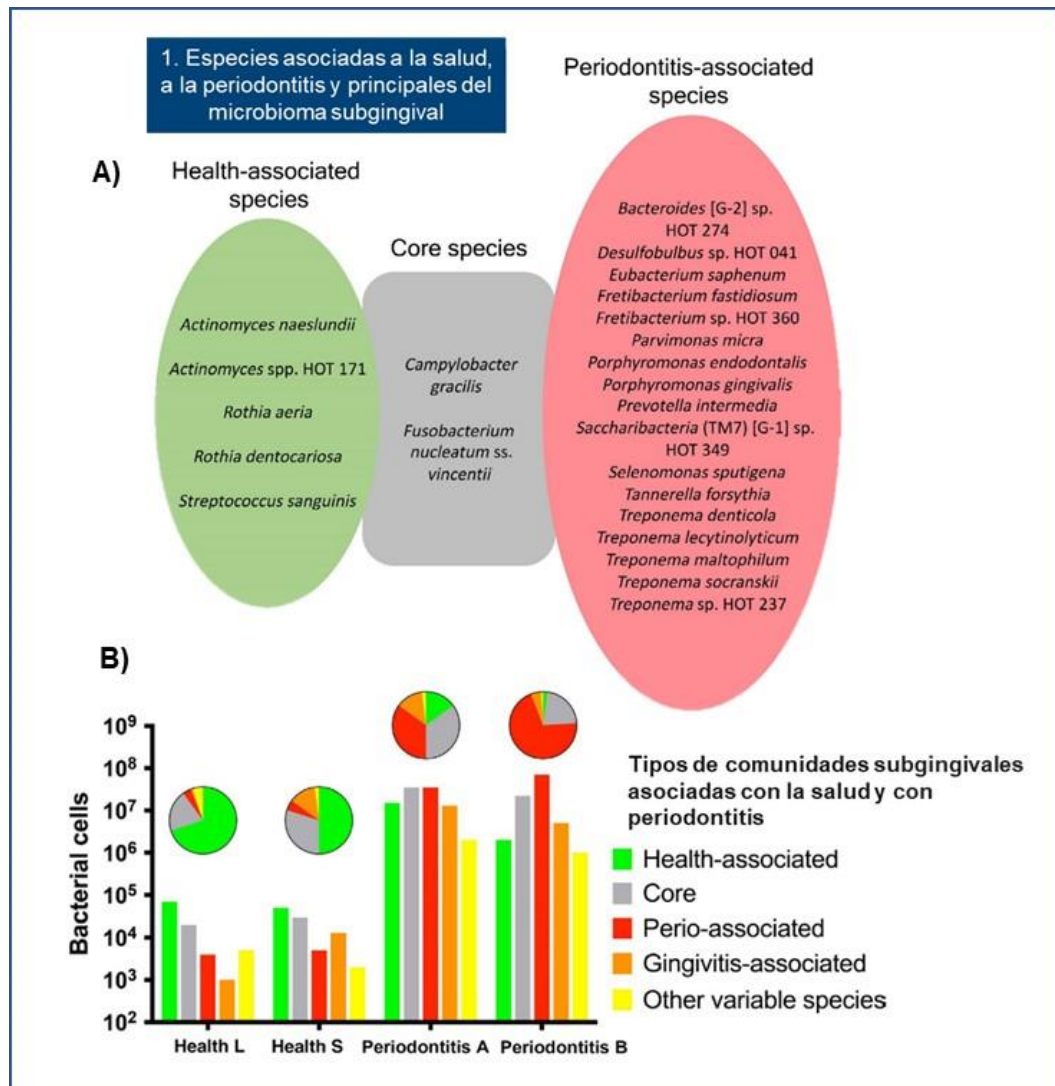 1. Especies asociadas a la salud,
a la periodontitis y principales del
microbioma subgingival
A)
Health-associated
species
Actinomyces naeslundii
Actinomyces spp. HOT 171
Rothia aeria
Rothia dentocariosa
Streptococcus sanguinis
Core species
Campylobacter
gracilis
Fusobacterium
nucleatum ss.
vincentii
Periodontitis-associated
species
Bacteroides [G-2] sp.
HOT 274
Desulfobulbus sp. HOT 041
Eubacterium saphenum
Fretibacterium fastidiosum
Fretibacterium sp. HOT 360
Parvimonas micra
Porphyromonas endodontalis
Porphyromonas gingivalis
Prevotella intermedia
Saccharibacteria (TM7) [G-1] sp.
HOT 349
Selenomonas sputigena
Tannerella forsythia
Treponema denticola
Treponema lecytinolyticum
Treponema maltophilum
Treponema socranskii
Treponema sp. HOT 237
B)
Bacterial cells
10⁹
10⁸
10⁷
10⁶
10⁵
10⁴
10³
10²
Health L
Health S
Periodontitis A
Periodontitis B
Tipos de comunidades subgingivales
asociadas con la salud y con
periodontitis
Health-associated
Core
Perio-associated
Gingivitis-associated
Other variable species